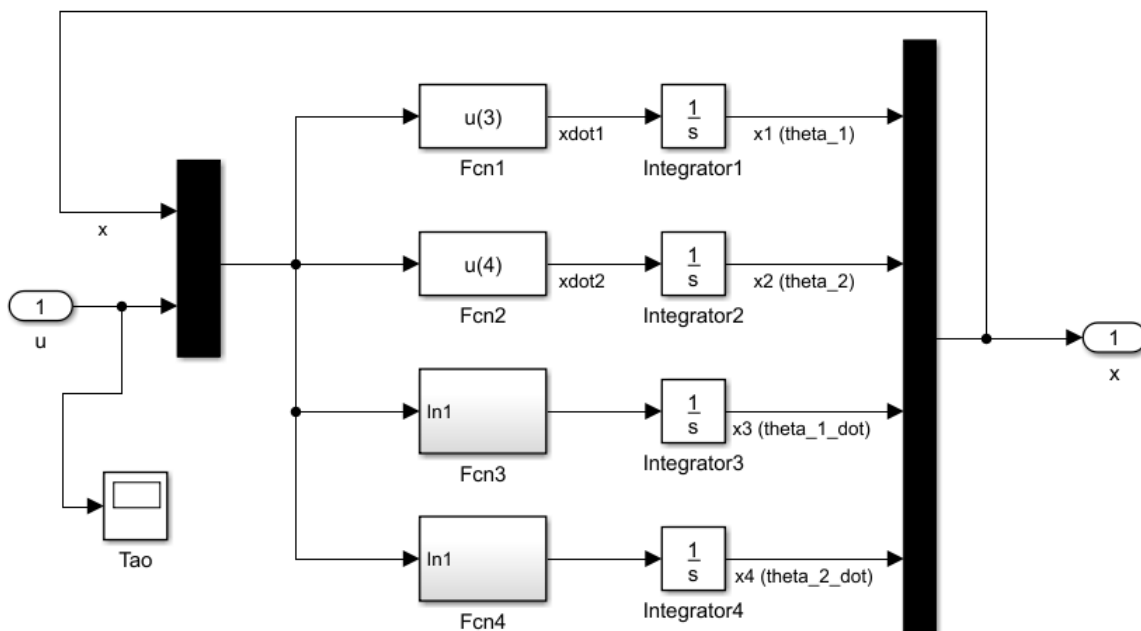 u(3)
xdot1
Fcn1
1
s
Integrator1
x1 (theta_1)
x
u(4)
xdot2
Fcn2
1
s
Integrator2
x2 (theta_2)
1
u
1
x
In1
Fcn3
1
s
Integrator3
x3 (theta_1_dot)
Tao
In1
Fcn4
1
s
Integrator4
x4 (theta_2_dot)